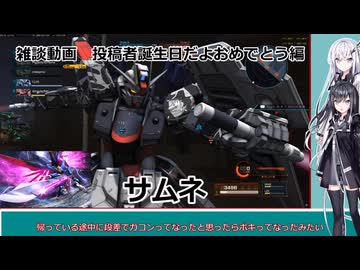 雑談動画　投稿者誕生日だよおめでとう編
サムネ
帰っている途中に段差でガコンってなったと思ったらポキってなったみたい